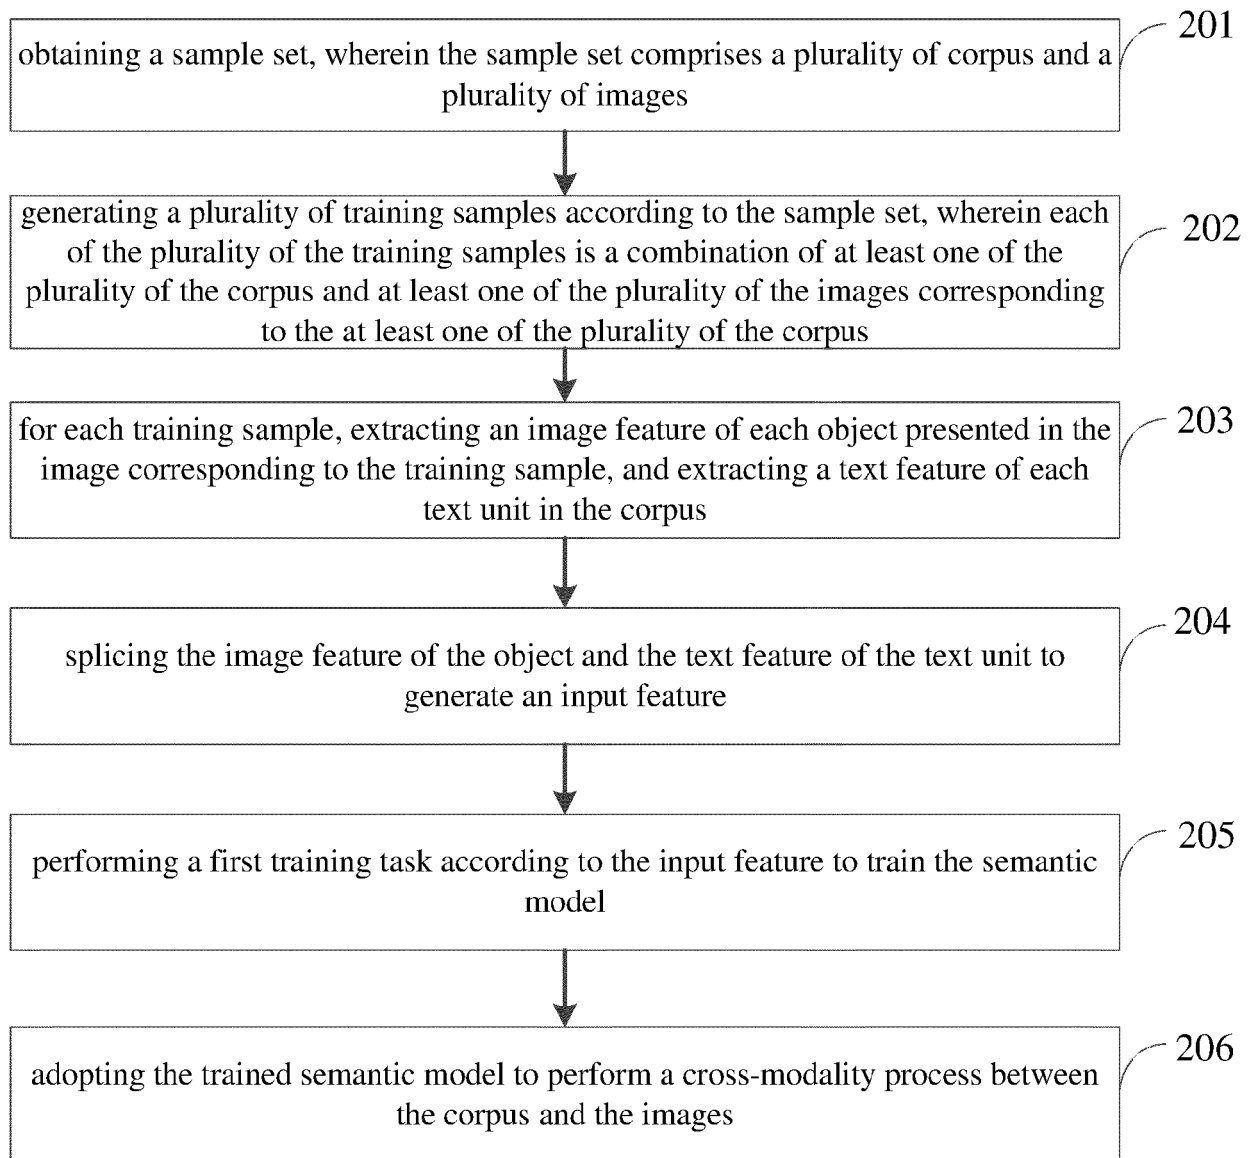 201
obtaining a sample set, wherein the sample set comprises a plurality of corpus and a
plurality of images
202
generating a plurality of training samples according to the sample set, wherein each
of the plurality of the training samples is a combination of at least one of the
plurality of the corpus and at least one of the plurality of the images corresponding
to the at least one of the plurality of the corpus
203
for each training sample, extracting an image feature of each object presented in the
image corresponding to the training sample, and extracting a text feature of each
text unit in the corpus
204
splicing the image feature of the object and the text feature of the text unit to
generate an input feature
205
performing a first training task according to the input feature to train the semantic
model
206
adopting the trained semantic model to perform a cross-modality process between
the corpus and the images